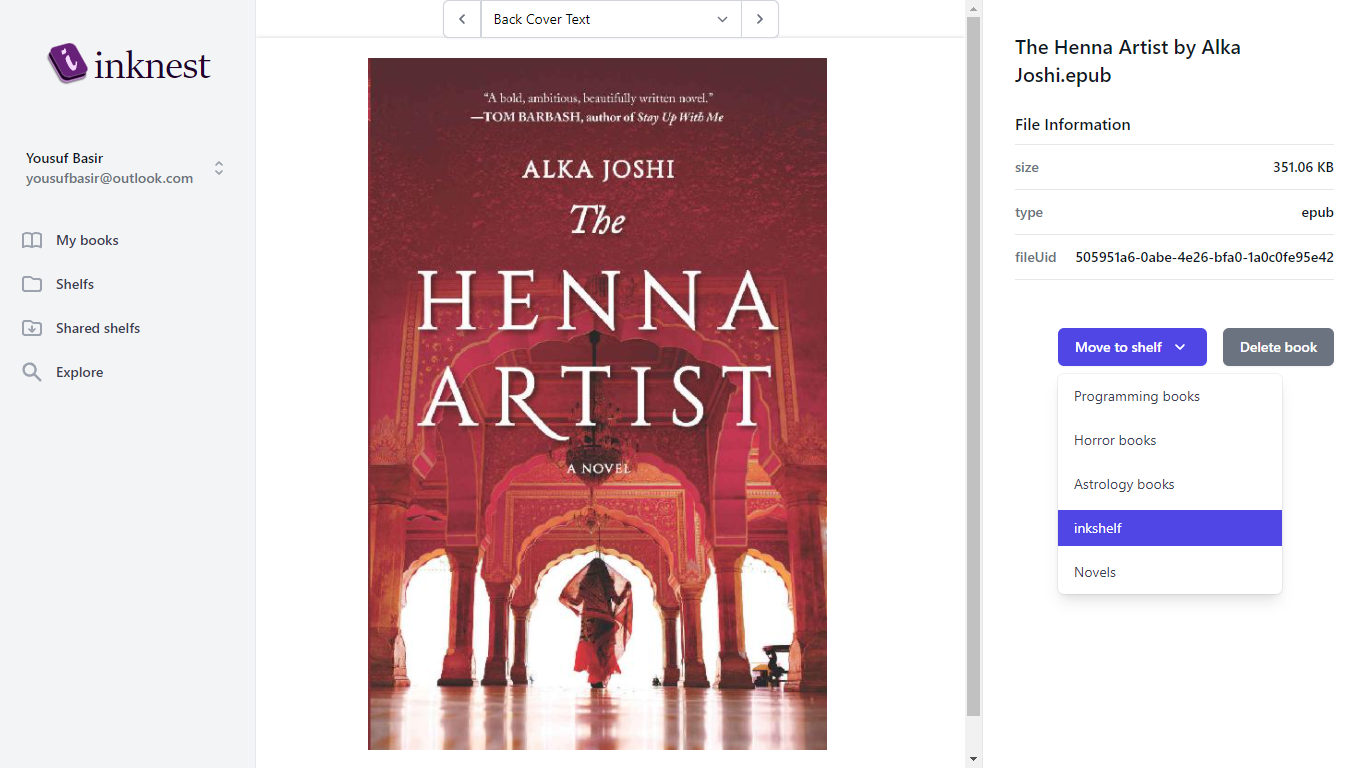 inknest
Yousuf Basir
yousufbasir@outlook.com
My books
Shelfs
Shared shelfs
Explore
Back Cover Text
“A bold, ambitious, beautifully written novel.”
—TOM BARBASH, author of Stay Up With Me
ALKA JOSHI
The
HENNA
ARTIST
A NOVEL
The Henna Artist by Alka
Joshi.epub
File Information
size 351.06 KB
type epub
fileUid 505951a6-0abe-4e26-bfa0-1a0c0fe95e42
Move to shelf Delete book
Programming books
Horror books
Astrology books
inkshelf
Novels